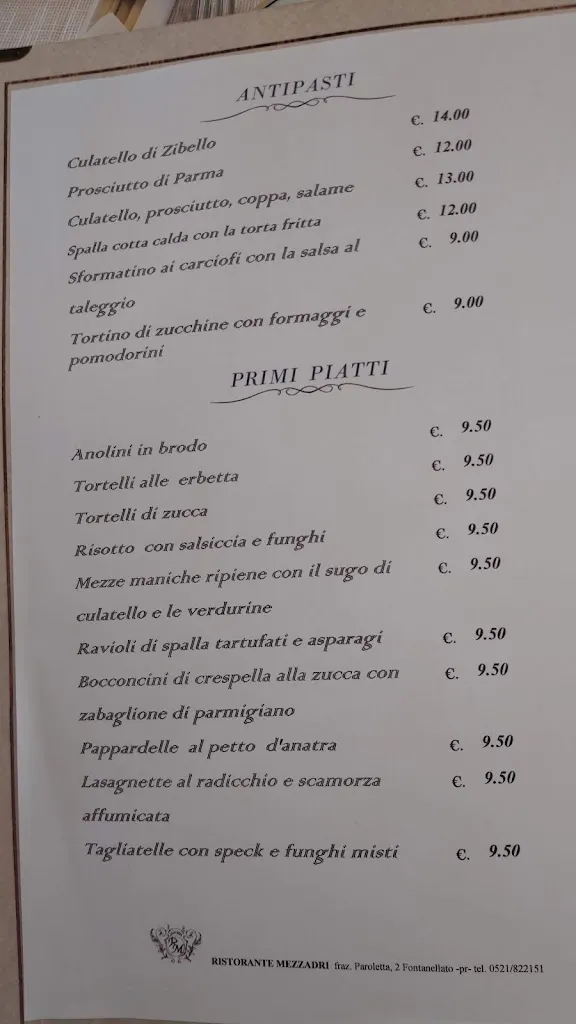 ANTIPASTI
Culatello di Zibello €. 14.00
Prosciutto di Parma €. 12.00
Culatello, prosciutto, coppa, salame €. 13.00
Spalla cotta calda con la torta fritta €. 12.00
Sformatino ai carciofi con la salsa al €. 9.00
taleggio
Tortino di zucchine con formaggi e €. 9.00
pomodorini
PRIMI PIATTI
Anolini in brodo €. 9.50
Tortelli alle erbetta €. 9.50
Tortelli di zucca €. 9.50
Risotto con salsiccia e funghi €. 9.50
Mezze maniche ripiene con il sugo di €. 9.50
culatello e le verdurine
Ravioli di spalla tartufati e asparagi €. 9.50
Bocconcini di crespella alla zucca con €. 9.50
zabaglione di parmigiano
Pappardelle al petto d'anatra €. 9.50
Lasagnette al radicchio e scamorza €. 9.50
affumicata
Tagliatelle con speck e funghi misti €. 9.50
RM
RISTORANTE MEZZADRI fraz. Paroletta, 2 Fontanellato -pr- tel. 0521/822151